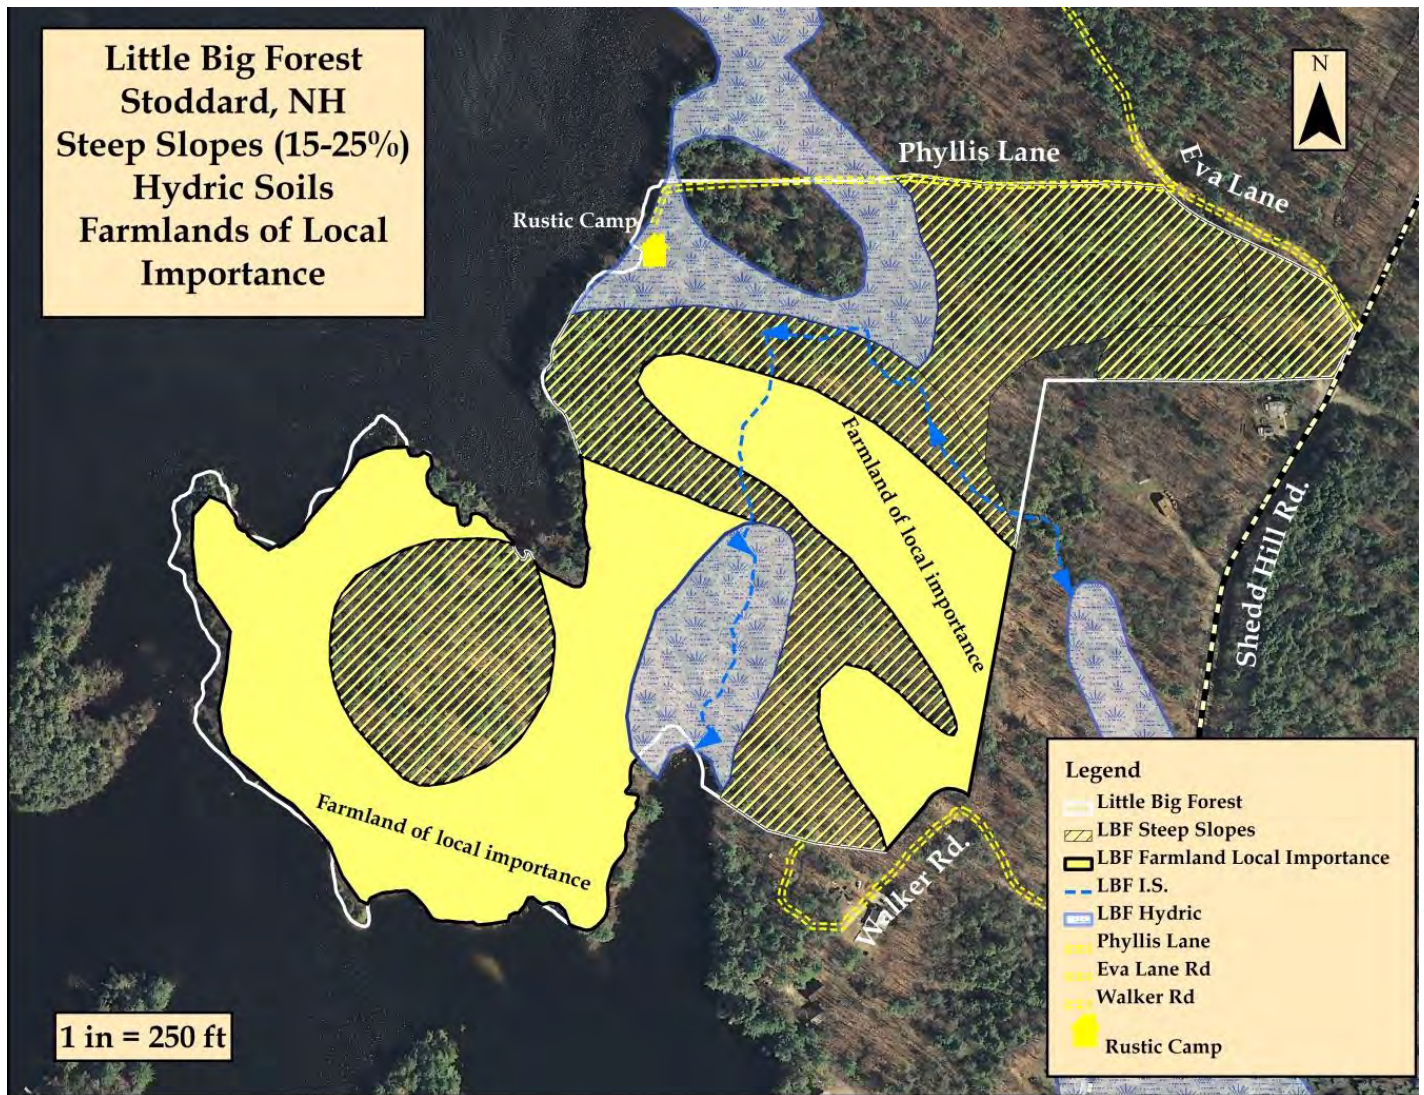 Little Big Forest
Stoddard, NH
Steep Slopes (15-25%)
Hydric Soils
Farmlands of Local
Importance
N
Phyllis Lane
Eva Lane
Rustic Camp
Farmland of local importance
Shedd Hill Rd.
Farmland of local importance
Walker Rd.
1 in = 250 ft
Legend
Little Big Forest
LBF Steep Slopes
LBF Farmland Local Importance
LBF I.S.
LBF Hydric
Phyllis Lane
Eva Lane Rd
Walker Rd
Rustic Camp